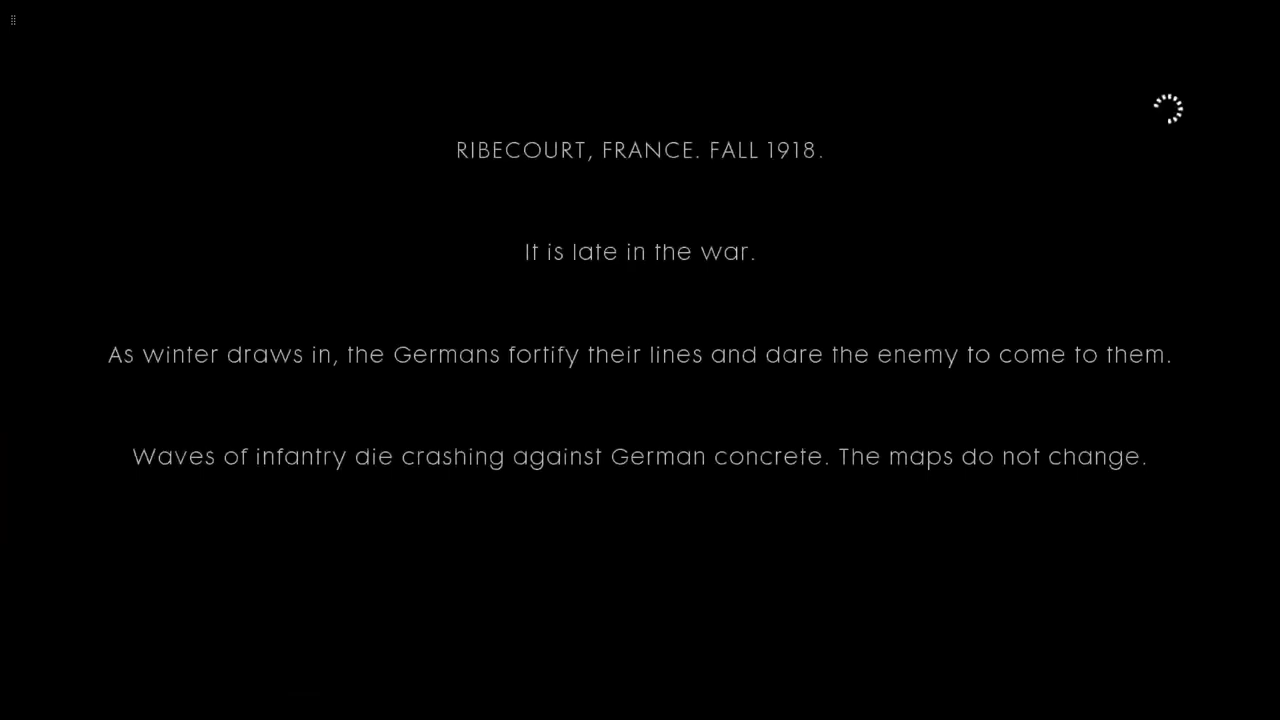 RIBECOURT, FRANCE. FALL 1918.
It is late in the war.
As winter draws in, the Germans fortify their lines and dare the enemy to come to them.
Waves of infantry die crashing against German concrete. The maps do not change.